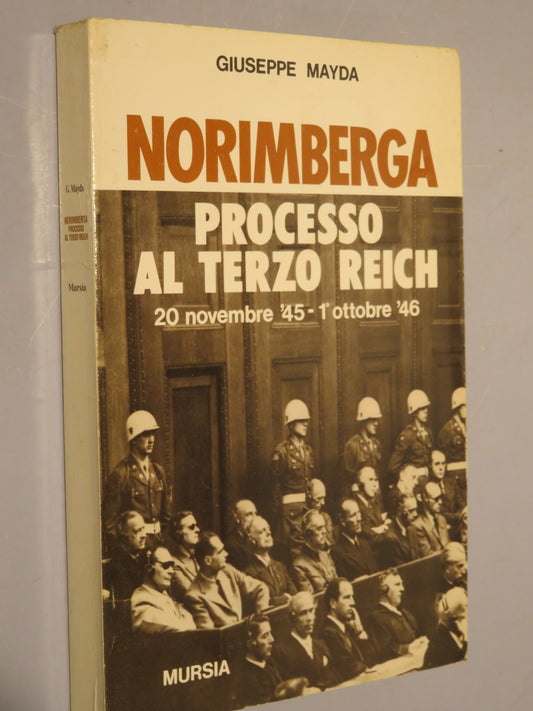 GIUSEPPE MAYDA
NORIMBERGA
PROCESSO
AL TERZO REICH
20 novembre '45 - 1° ottobre '46
MURSIA
G. Mayda
NORIMBERGA
PROCESSO
AL TERZO REICH
Mursia